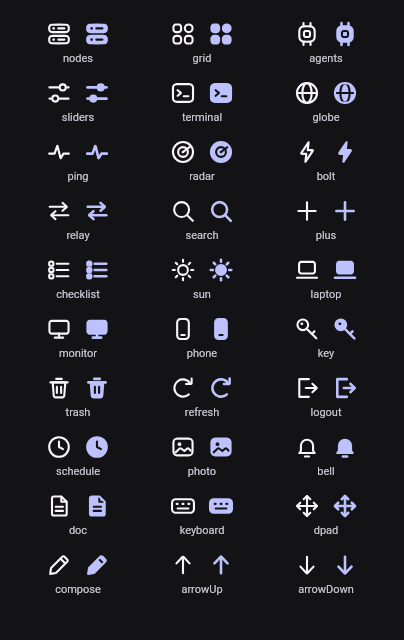 nodes grid agents
sliders terminal globe
ping radar bolt
relay search plus
checklist sun laptop
monitor phone key
trash refresh logout
schedule photo bell
doc keyboard dpad
compose arrowUp arrowDown